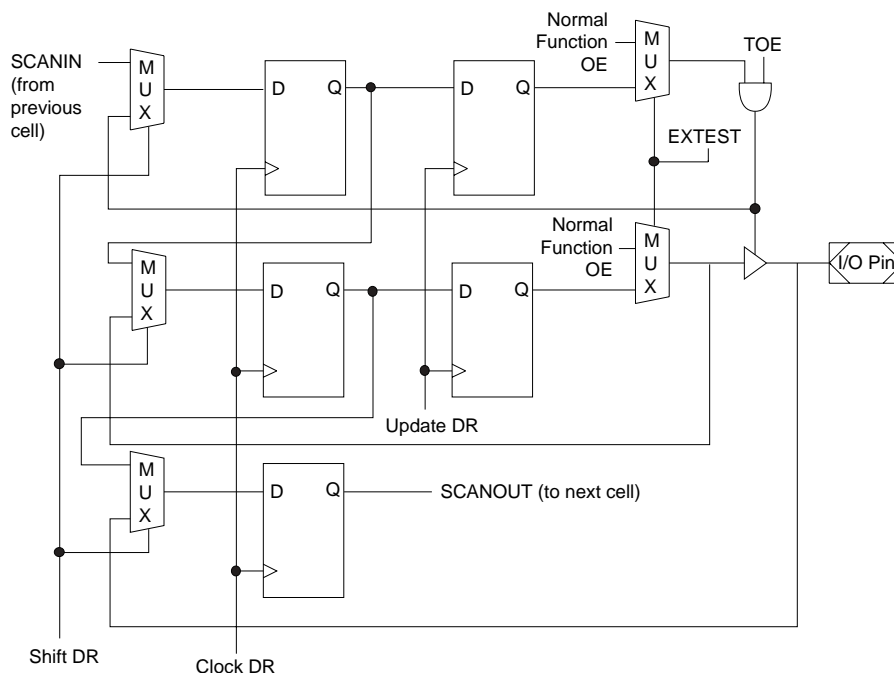 SCANIN
(from
previous
cell)
M
U
X
D
Q
D
Q
Normal
Function
OE
M
U
X
TOE
EXTEST
M
U
X
D
Q
D
Q
Normal
Function
OE
M
U
X
I/O Pin
Update DR
M
U
X
D
Q
SCANOUT (to next cell)
Shift DR
Clock DR